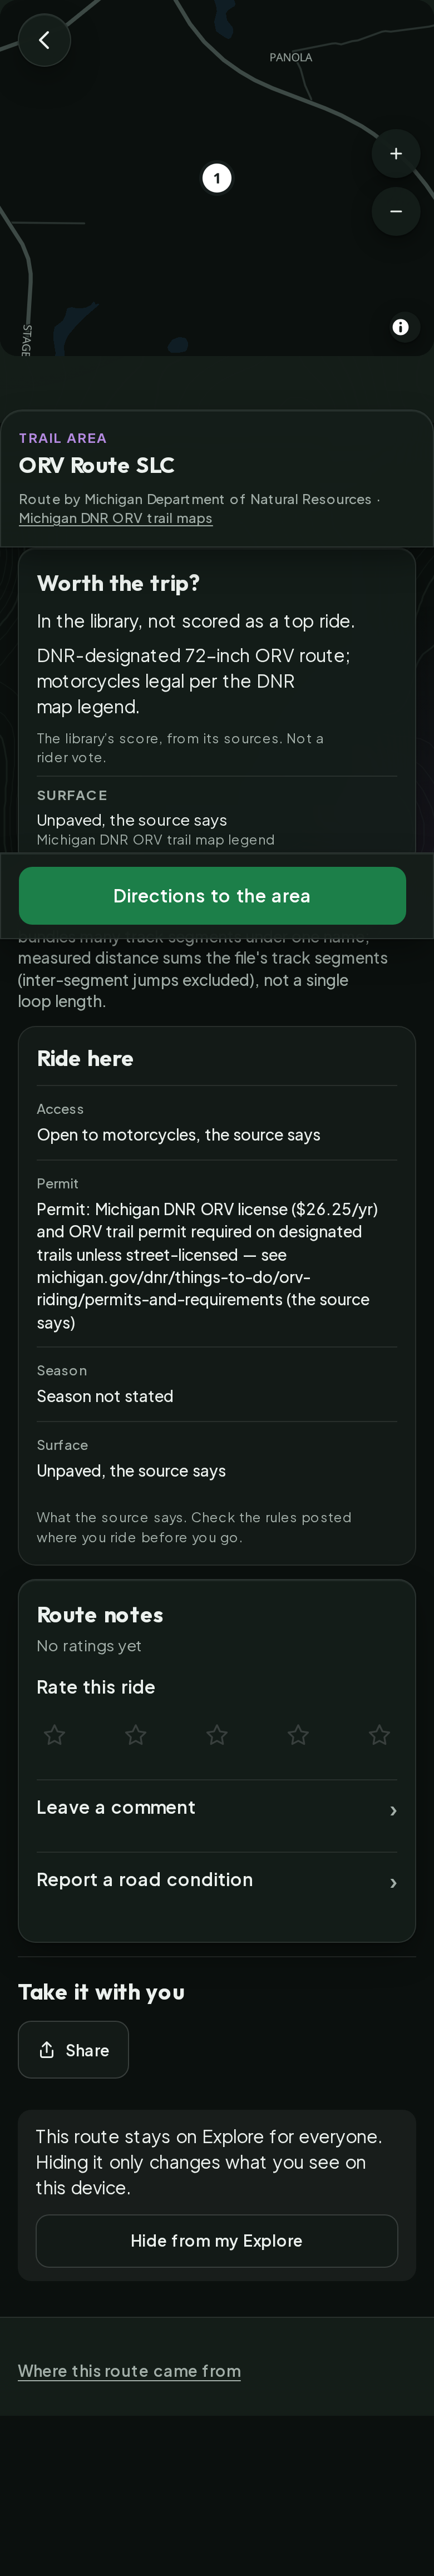 PANOLA
1
+
−
STAGE
TRAIL AREA
ORV Route SLC
Route by Michigan Department of Natural Resources ·
Michigan DNR ORV trail maps
Worth the trip?
In the library, not scored as a top ride.
DNR-designated 72-inch ORV route;
motorcycles legal per the DNR
map legend.
The library's score, from its sources. Not a
rider vote.
SURFACE
Unpaved, the source says
Michigan DNR ORV trail map legend
Directions to the area
bundles many track segments under one name,
measured distance sums the file's track segments
(inter-segment jumps excluded), not a single
loop length.
Ride here
Access
Open to motorcycles, the source says
Permit
Permit: Michigan DNR ORV license ($26.25/yr)
and ORV trail permit required on designated
trails unless street-licensed — see
michigan.gov/dnr/things-to-do/orv-
riding/permits-and-requirements (the source
says)
Season
Season not stated
Surface
Unpaved, the source says
What the source says. Check the rules posted
where you ride before you go.
Route notes
No ratings yet
Rate this ride
Leave a comment ›
Report a road condition ›
Take it with you
Share
This route stays on Explore for everyone.
Hiding it only changes what you see on
this device.
Hide from my Explore
Where this route came from